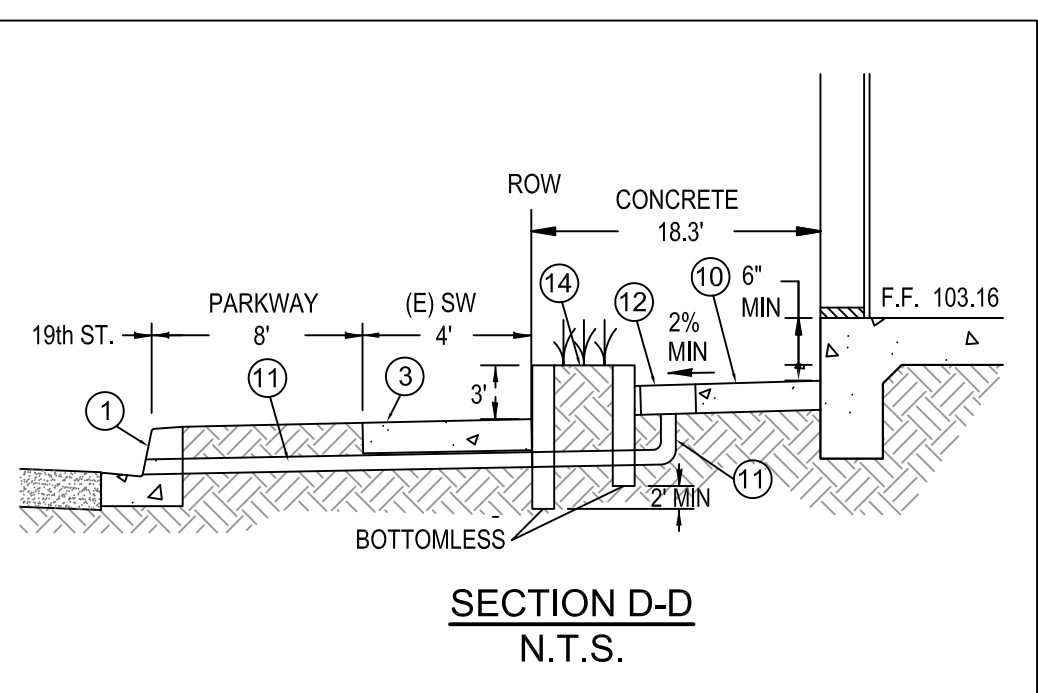 ROW
CONCRETE
18.3'
14
12
10
6"
MIN
F.F. 103.16
PARKWAY
(E) SW
2%
MIN
19th ST.
8'
4'
11
3
3'
1
11
2' MIN
BOTTOMLESS
SECTION D-D
N.T.S.